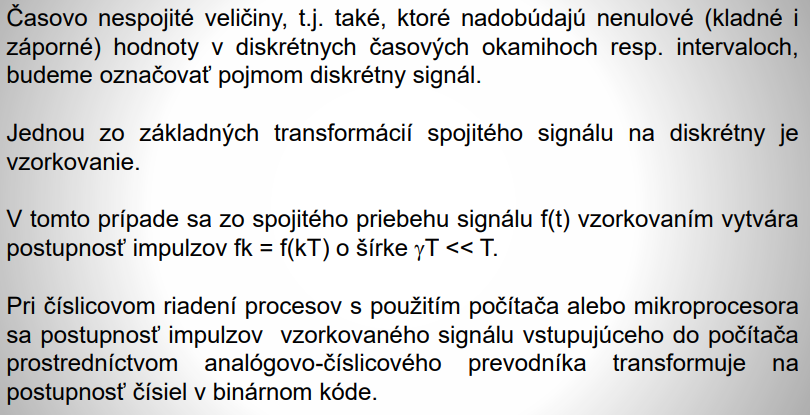 Časovo nespojité veličiny, t.j. také, ktoré nadobúdajú nenulové (kladné i
záporné) hodnoty v diskrétnych časových okamihoch resp. intervaloch,
budeme označovať pojmom diskrétny signál.
Jednou zo základných transformácií spojitého signálu na diskrétny je
vzorkovanie.
V tomto prípade sa zo spojitého priebehu signálu f(t) vzorkovaním vytvára
postupnosť impulzov fk = f(kT) o šírke γT << T.
Pri číslicovom riadení procesov s použitím počítača alebo mikroprocesora
sa postupnosť impulzov vzorkovaného signálu vstupujúceho do počítača
prostredníctvom analógovo-číslicového prevodníka transformuje na
postupnosť čísiel v binárnom kóde.